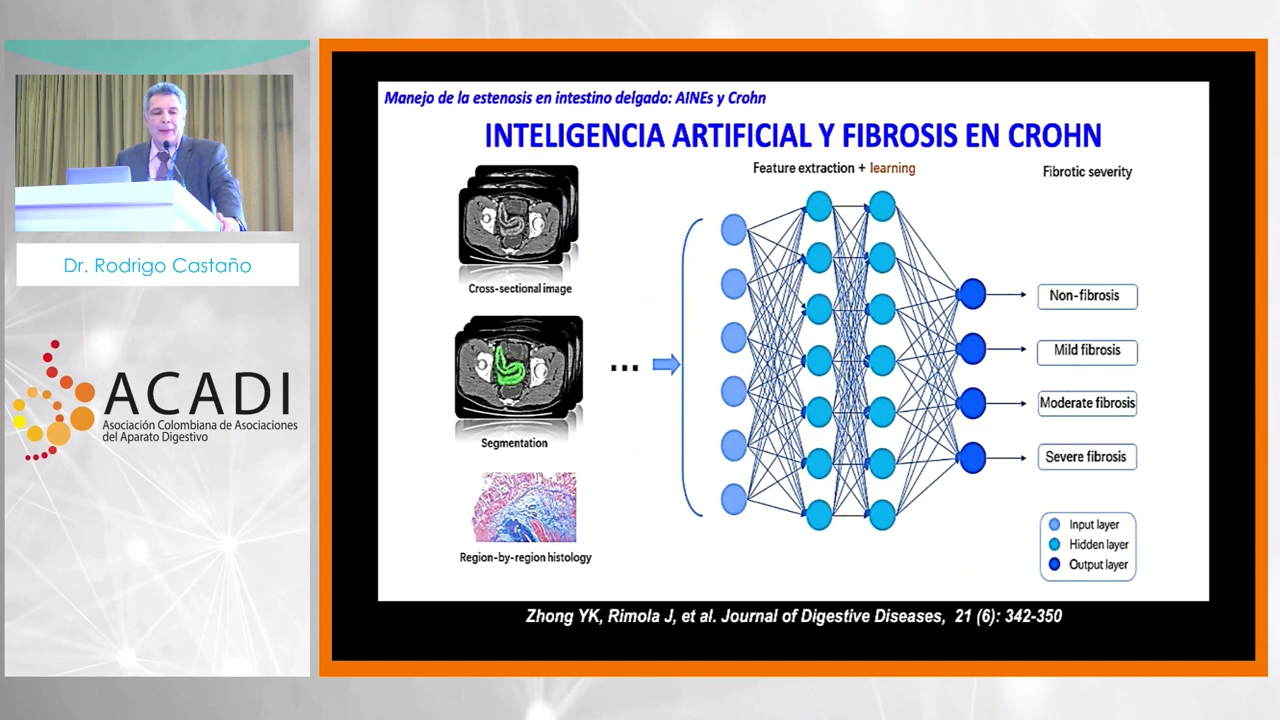 Dr. Rodrigo Castaño
ACADI
Asociación Colombiana de Asociaciones
del Aparato Digestivo
Manejo de la estenosis en intestino delgado: AINEs y Crohn
INTELIGENCIA ARTIFICIAL Y FIBROSIS EN CROHN
Feature extraction + learning
Fibrotic severity
Cross-sectional image
...
Segmentation
Region-by-region histology
Non-fibrosis
Mild fibrosis
Moderate fibrosis
Severe fibrosis
Input layer
Hidden layer
Output layer
Zhong YK, Rimola J, et al. Journal of Digestive Diseases, 21 (6): 342-350